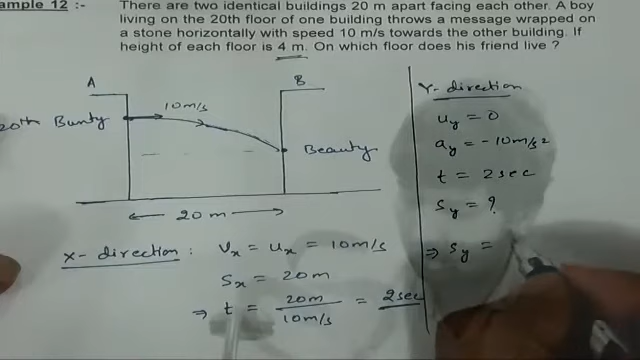 ample 12 :- There are two identical buildings 20 m apart facing each other. A boy
living on the 20th floor of one building throws a message wrapped on
a stone horizontally with speed 10 m/s towards the other building. If
height of each floor is 4 m. On which floor does his friend live ?
A
B
10m/s
20th Bunty
Beauty
20m
X-direction : Vx = ux = 10m/s
Sx = 20m
⇒ t = 20m / 10m/s = 2sec
Y-direction
uy = 0
ay = -10m/s²
t = 2sec
Sy = ?
⇒ Sy =